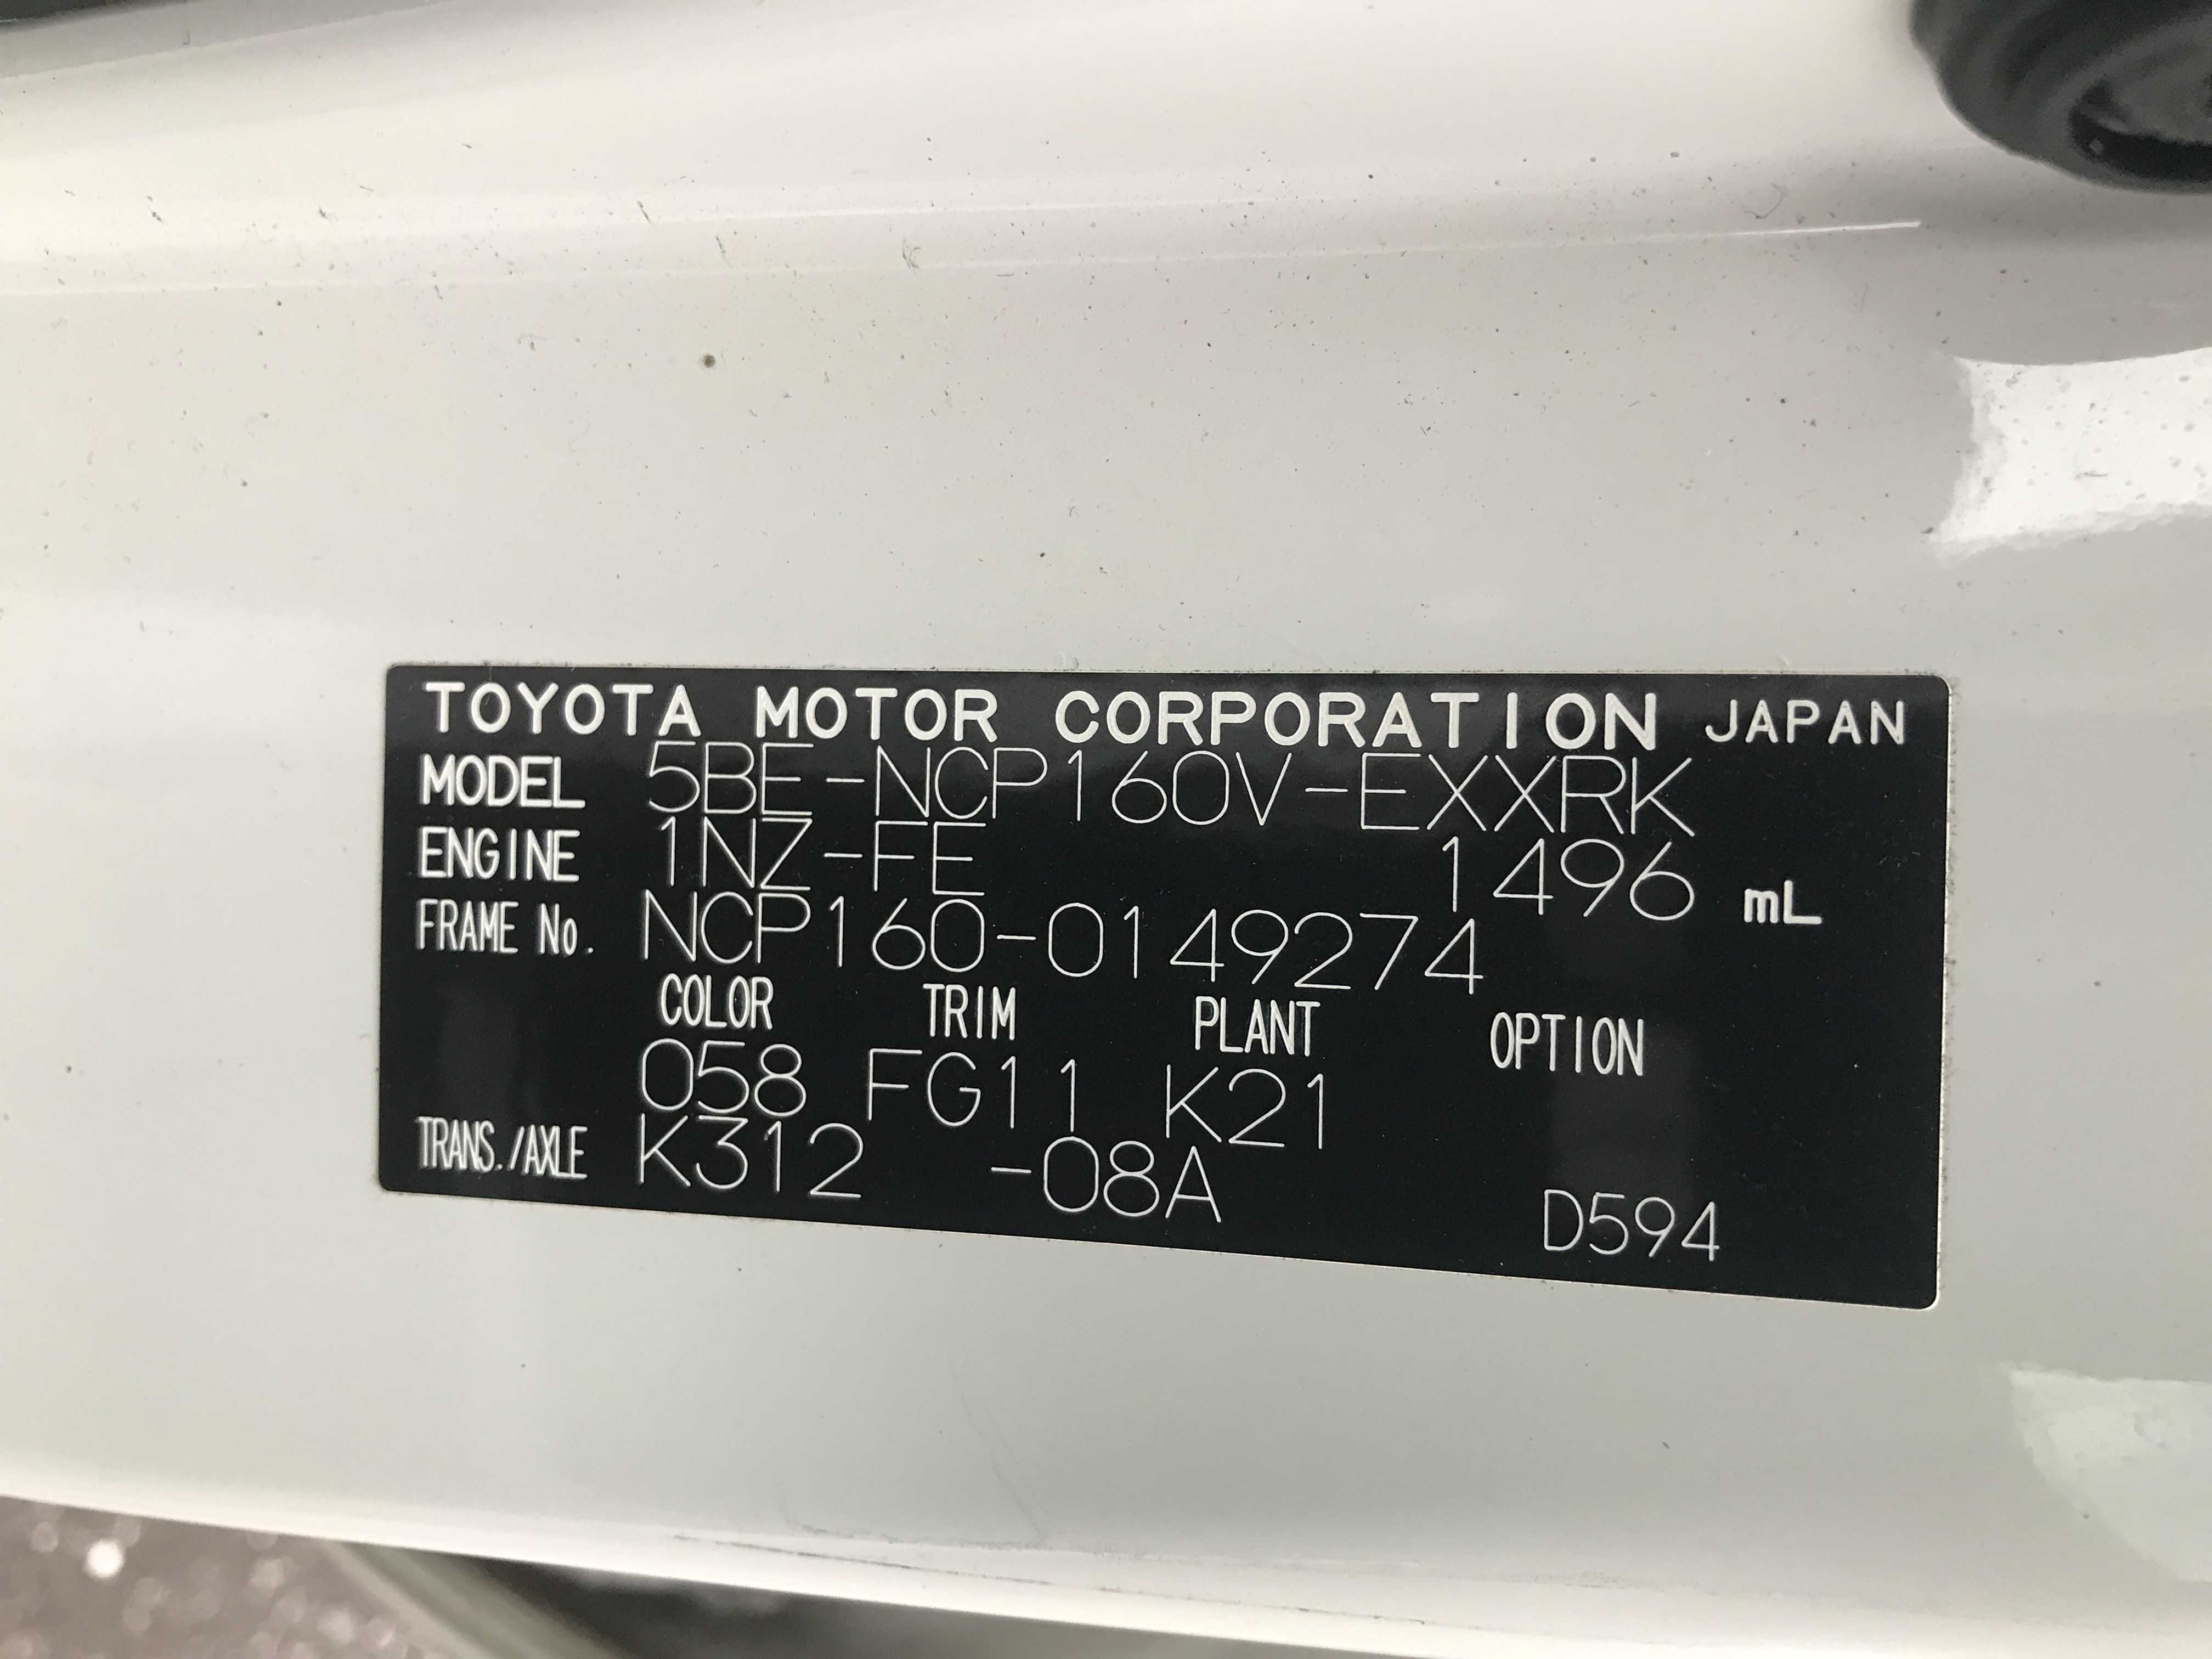 TOYOTA MOTOR CORPORATION JAPAN
MODEL 5BE-NCP160V-EXXRK
ENGINE 1NZ-FE 1496 mL
FRAME No. NCP160-0149274
COLOR TRIM PLANT OPTION
058 FG11 K21
TRANS./AXLE K312 -08A
D594